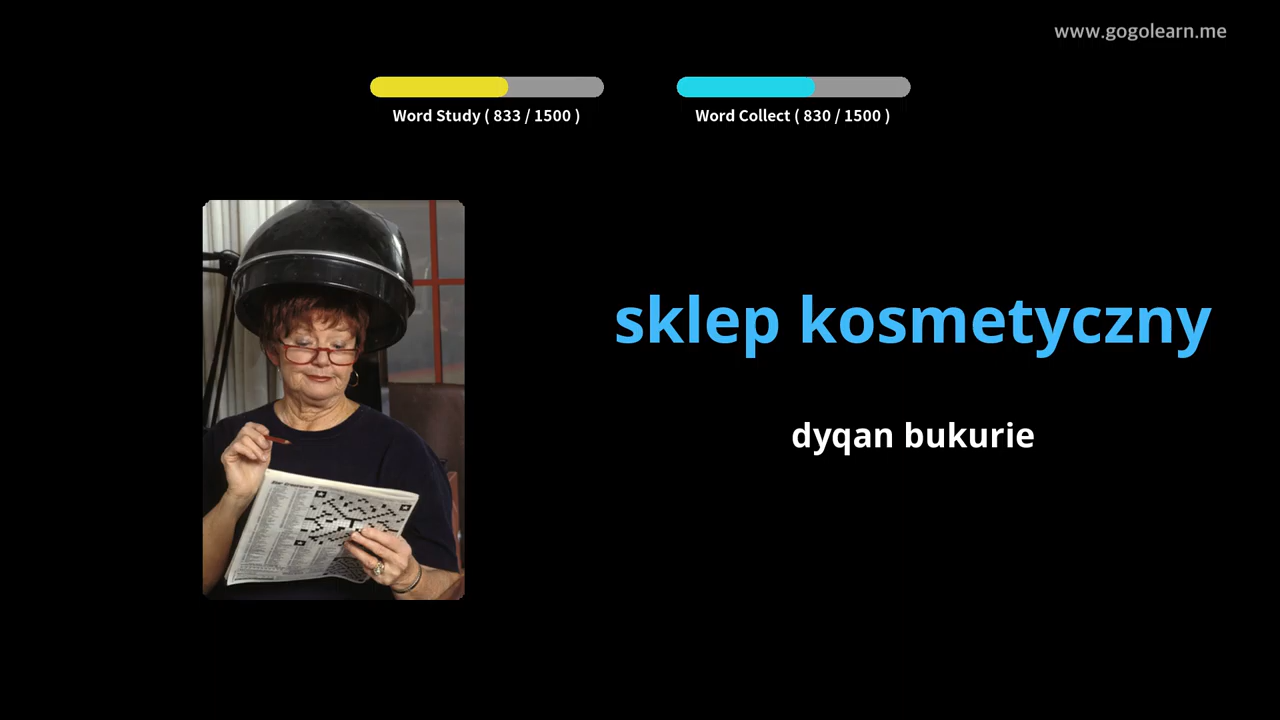 www.gogolearn.me
Word Study ( 833 / 1500 )
Word Collect ( 830 / 1500 )
sklep kosmetyczny
dyqan bukurie